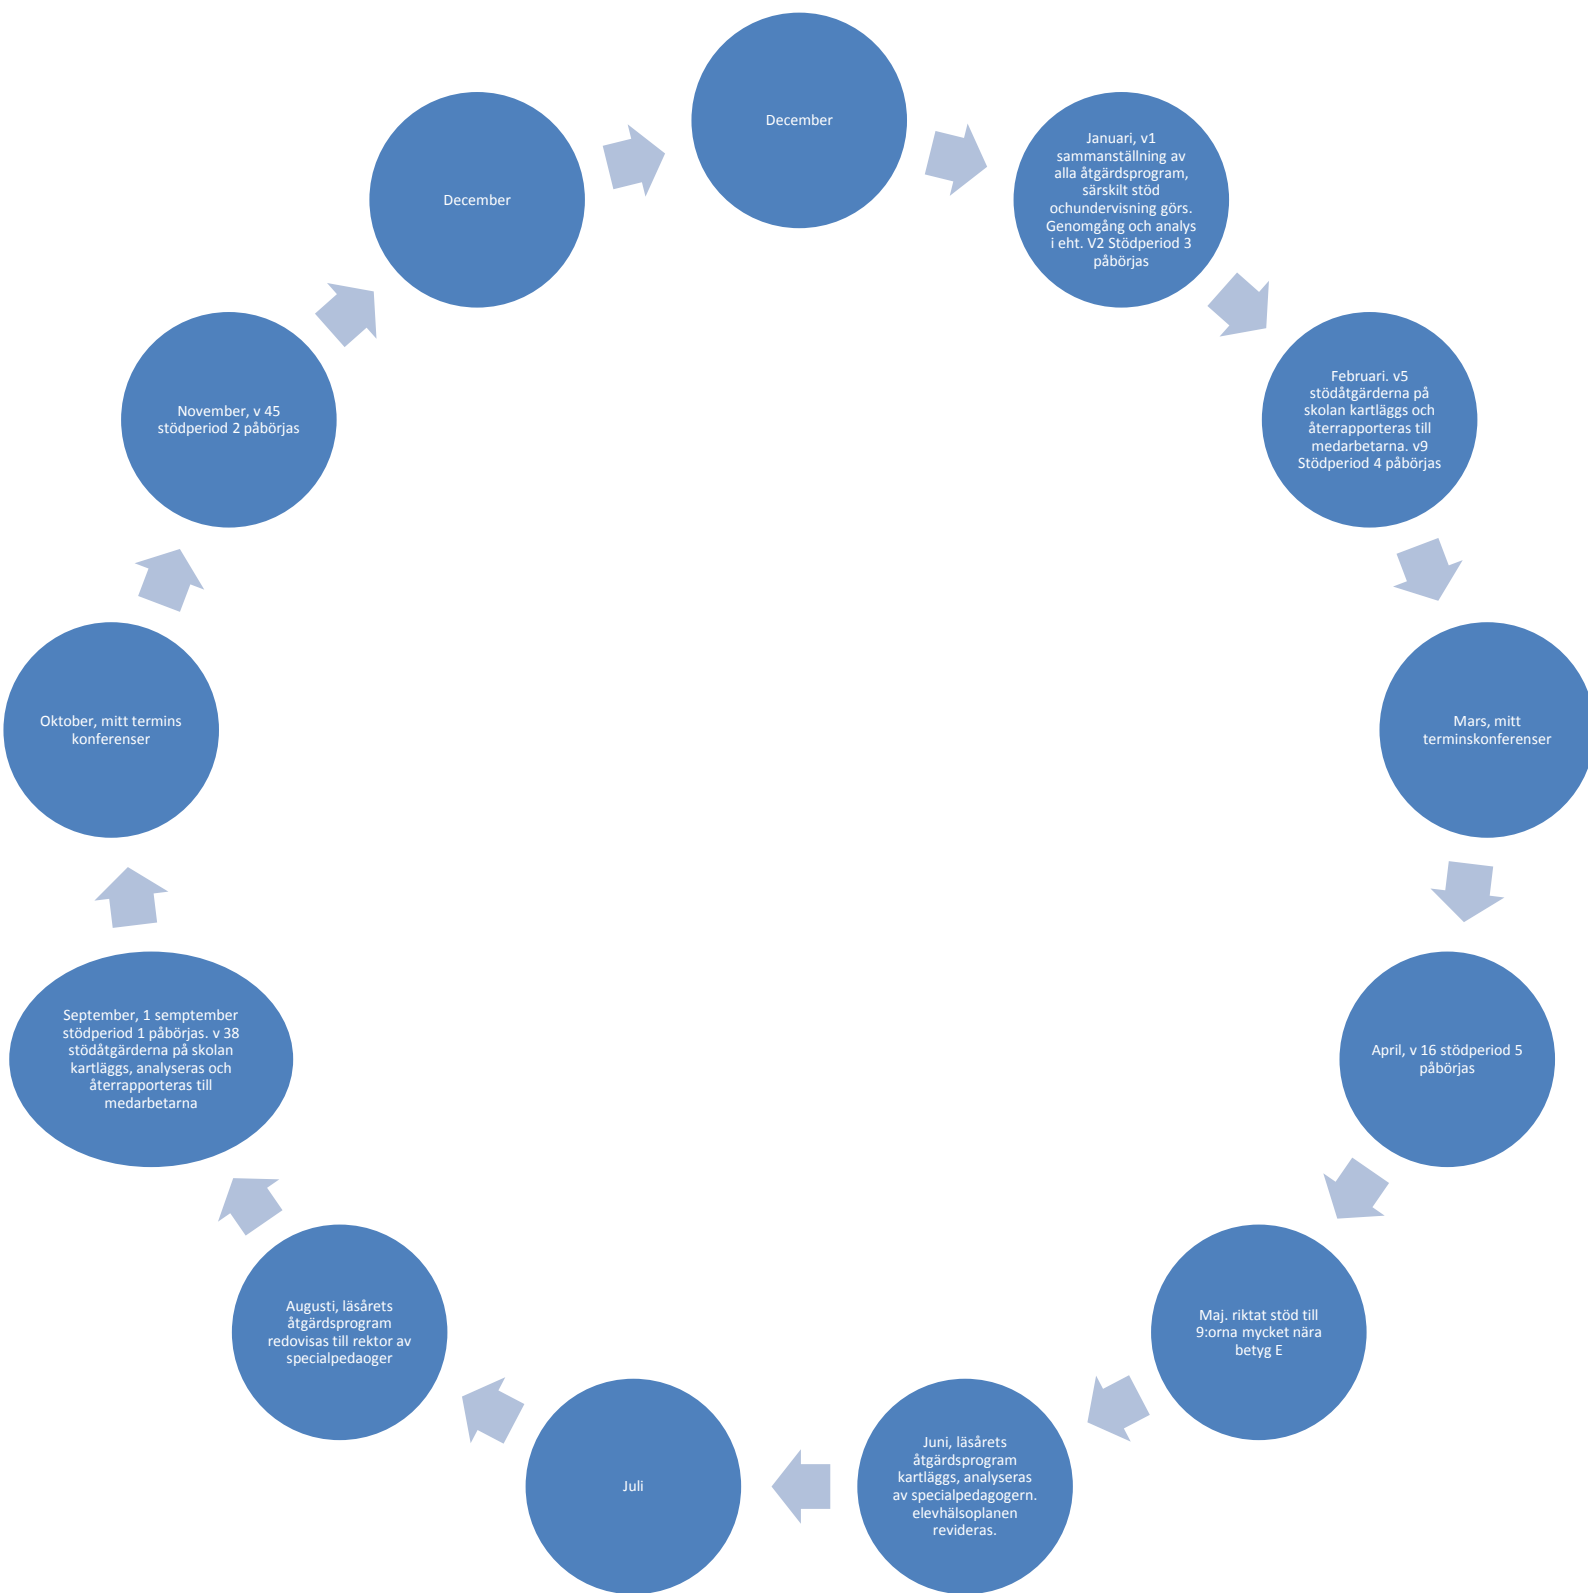 December
Januari, v1
sammanställning av
alla åtgärdsprogram,
särskilt stöd
ochundervisning görs.
Genomgång och analys
i eht. V2 Stödperiod 3
påbörjas
Februari. v5
stödåtgärderna på
skolan kartläggs och
återrapporteras till
medarbetarna. v9
Stödperiod 4 påbörjas
Mars, mitt
terminskonferenser
April, v 16 stödperiod 5
påbörjas
Maj. riktat stöd till
9:orna mycket nära
betyg E
Juni, läsårets
åtgärdsprogram
kartläggs, analyseras
av specialpedagogern.
elevhälsoplanen
revideras.
Juli
Augusti, läsårets
åtgärdsprogram
redovisas till rektor av
specialpedaoger
September, 1 semptember
stödperiod 1 påbörjas. v 38
stödåtgärderna på skolan
kartläggs, analyseras och
återrapporteras till
medarbetarna
Oktober, mitt termins
konferenser
November, v 45
stödperiod 2 påbörjas
December